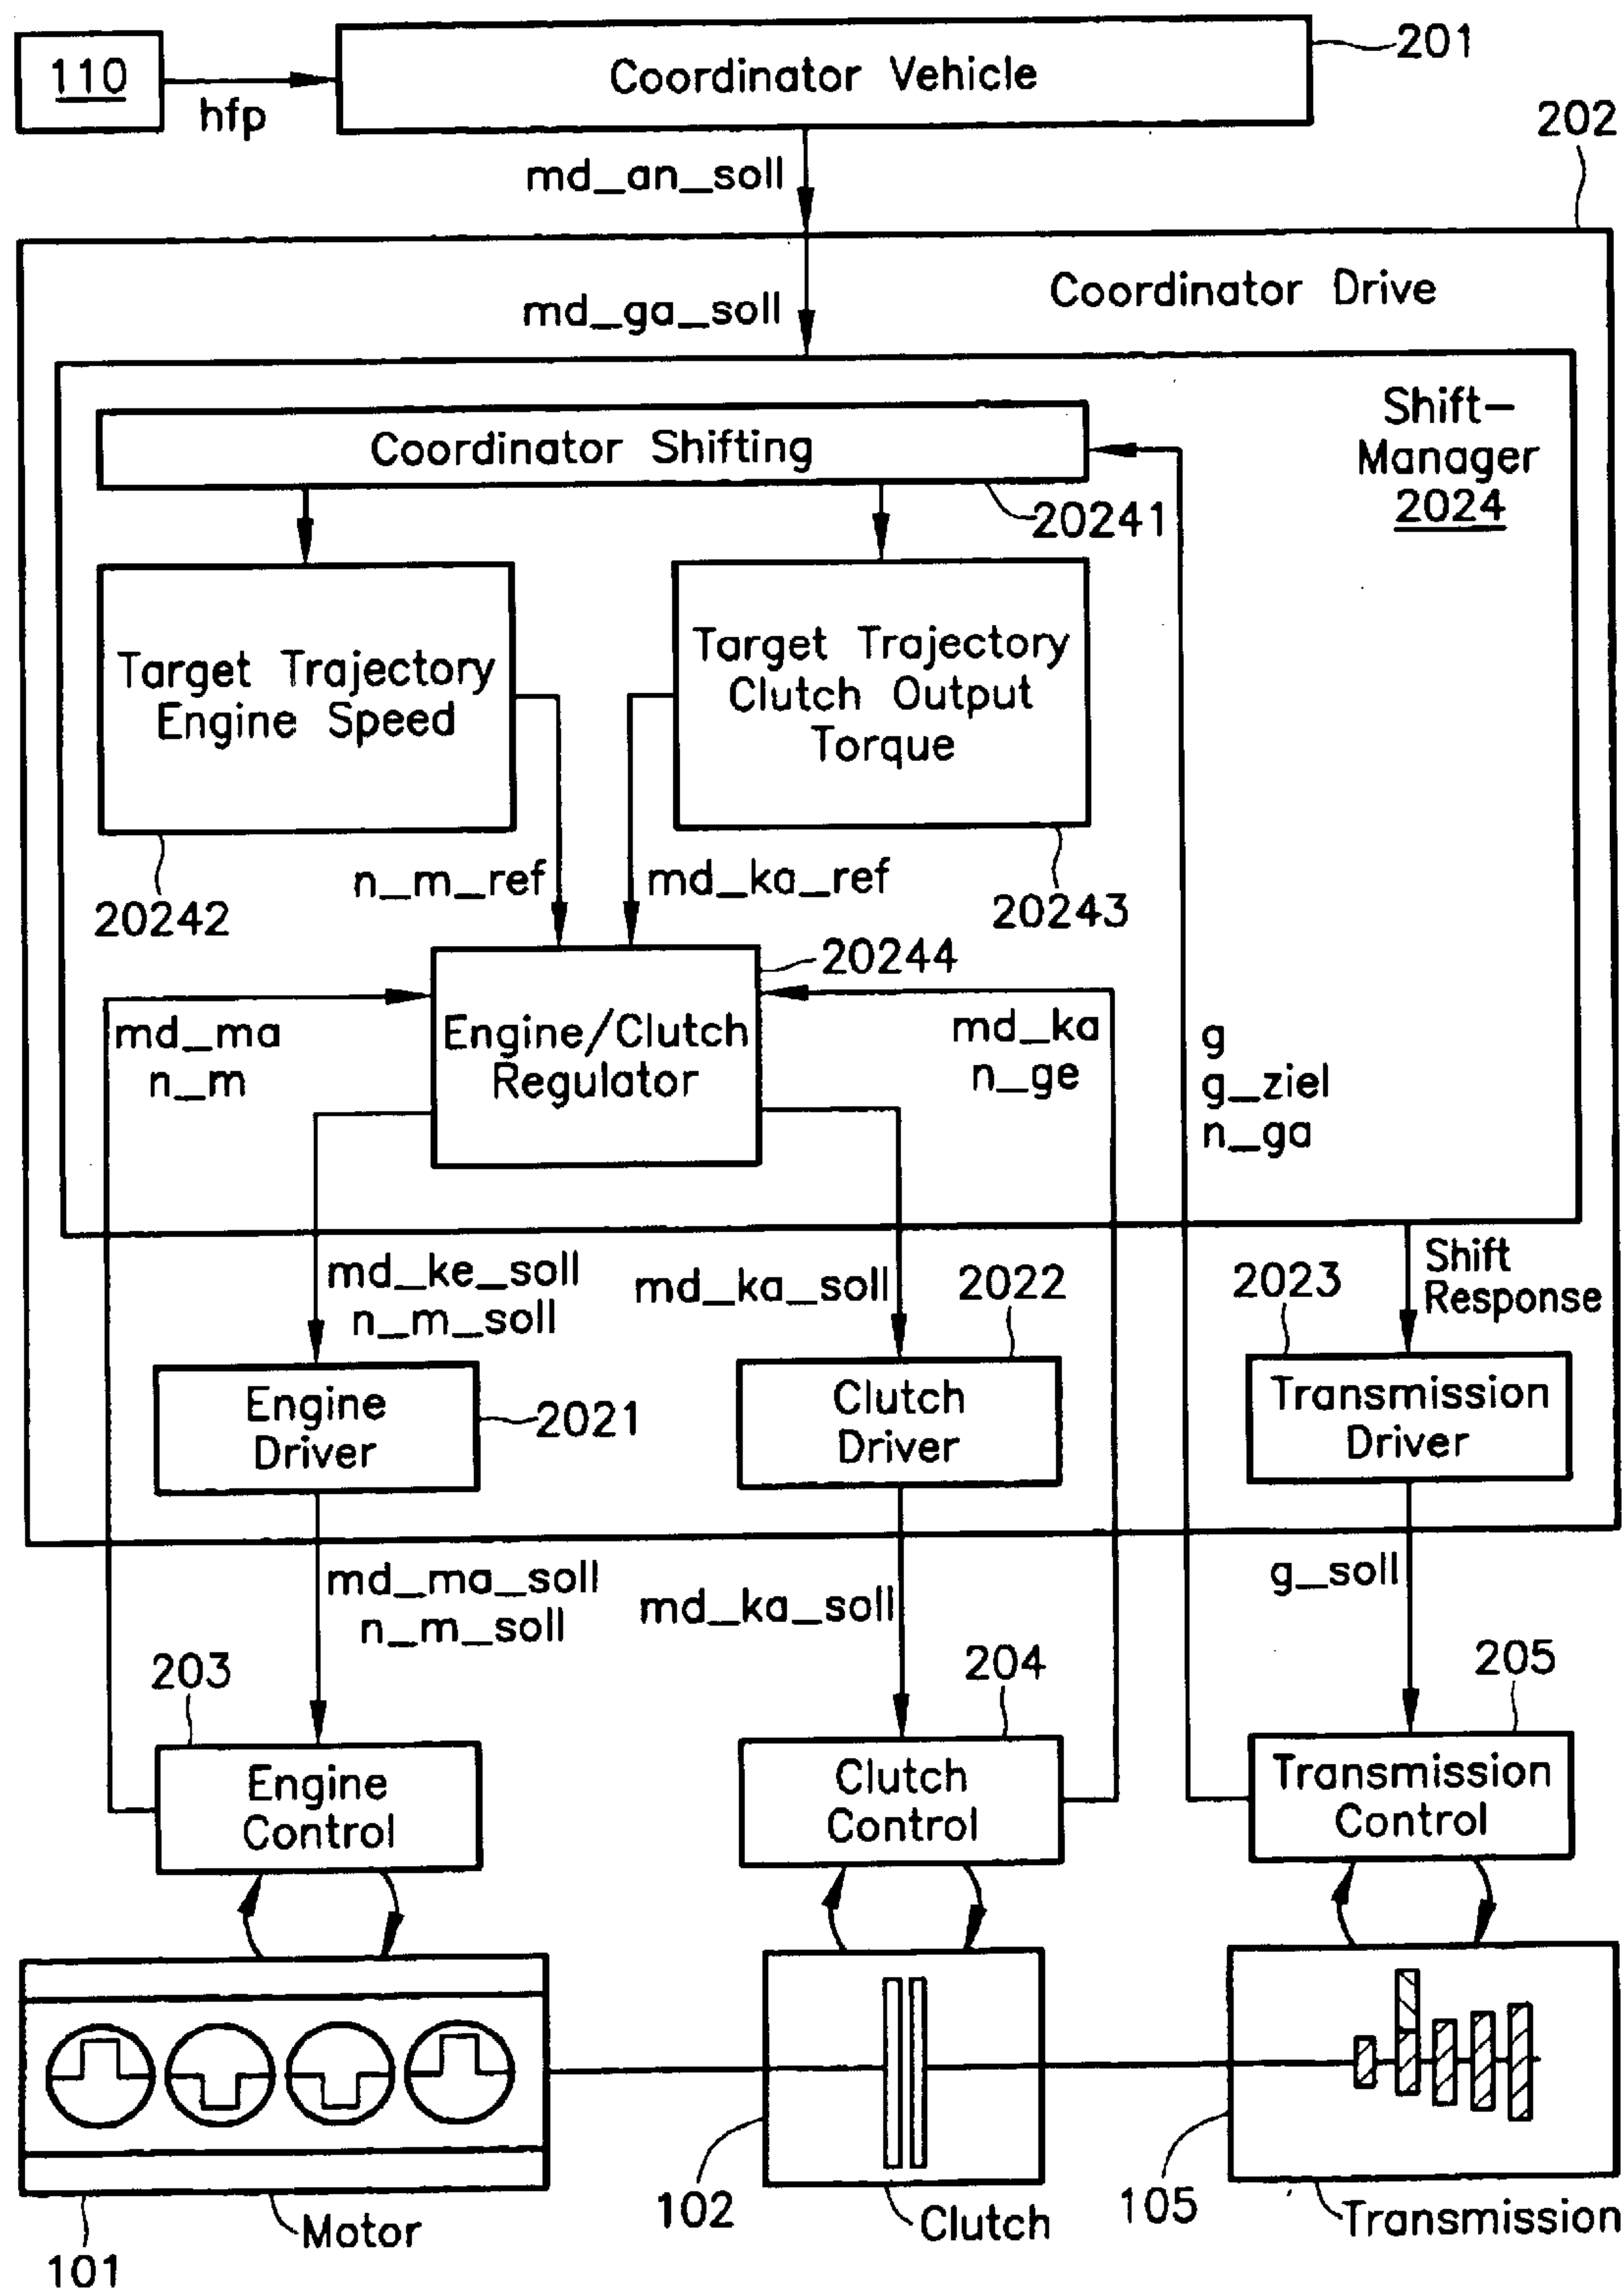 110
hfp
Coordinator Vehicle
201
202
md_an_soll
Coordinator Drive
md_ga_soll
Shift-
Manager
2024
Coordinator Shifting
20241
Target Trajectory
Engine Speed
Target Trajectory
Clutch Output
Torque
20242
n_m_ref
md_ka_ref
20243
20244
md_ma
n_m
Engine/Clutch
Regulator
md_ka
n_ge
g
g_ziel
n_ga
md_ke_soll
n_m_soll
md_ka_soll
2022
2023
Shift
Response
Engine
Driver
2021
Clutch
Driver
Transmission
Driver
md_ma_soll
n_m_soll
md_ka_soll
g_soll
203
204
205
Engine
Control
Clutch
Control
Transmission
Control
101
Motor
102
Clutch
105
Transmission